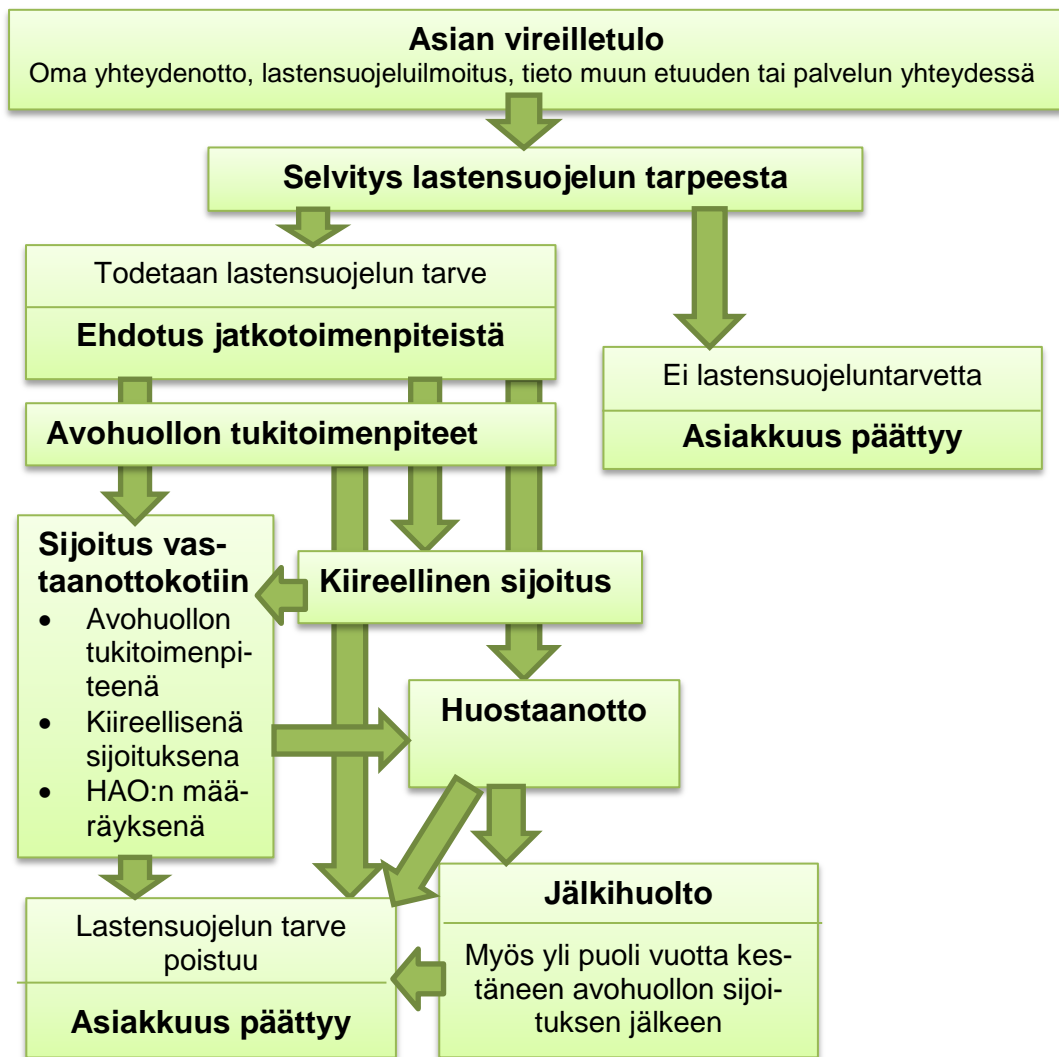 Asian vireilletulo
Oma yhteydenotto, lastensuojeluilmoitus, tieto muun etuuden tai palvelun yhteydessä
Selvitys lastensuojelun tarpeesta
Todetaan lastensuojelun tarve
Ehdotus jatkotoimenpiteistä
Ei lastensuojeluntarvetta
Asiakkuus päättyy
Avohuollon tukitoimenpiteet
Sijoitus vas-
taanottokotiin
• Avohuollon
tukitoimenpi-
teenä
• Kiireellisenä
sijoituksena
• HAO:n mää-
räyksenä
Kiireellinen sijoitus
Huostaanotto
Jälkihuolto
Myös yli puoli vuotta kes-
täneen avohuollon sijoi-
tuksen jälkeen
Lastensuojelun tarve
poistuu
Asiakkuus päättyy